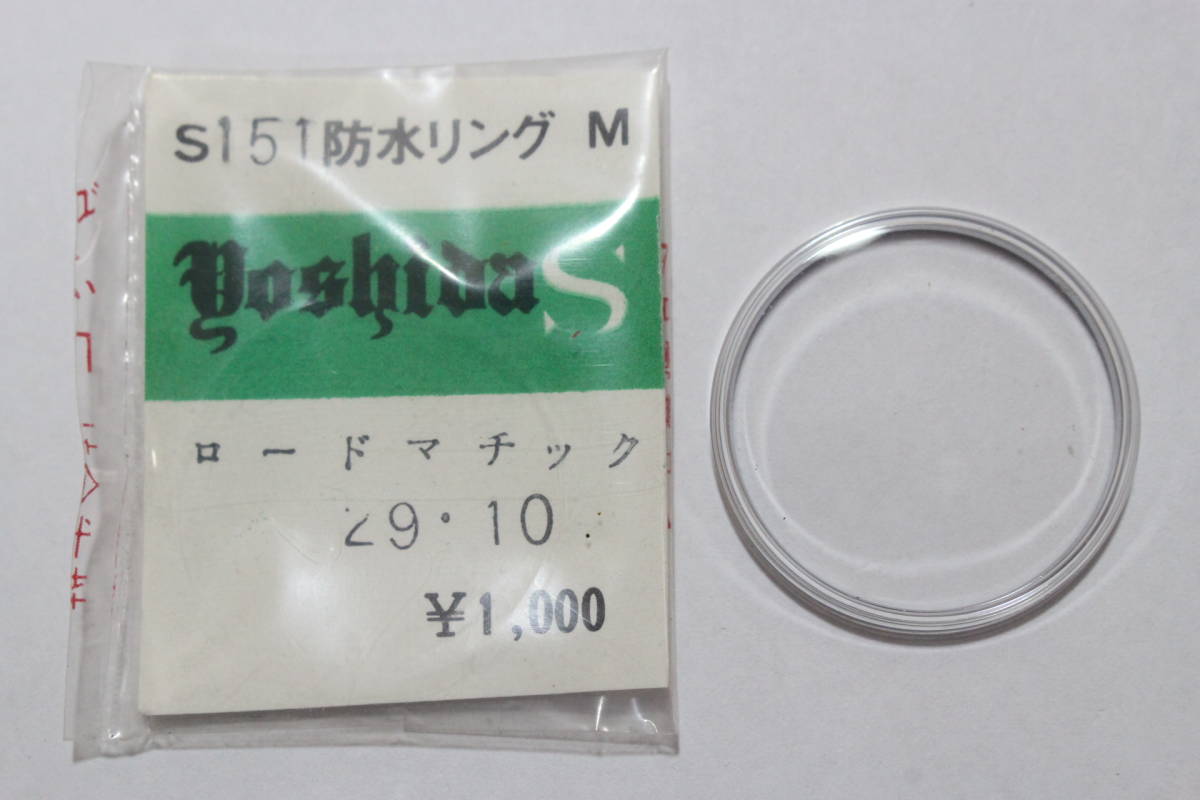 S151防水リング M
Yoshida S
ロードマチック
29・10
¥1,000